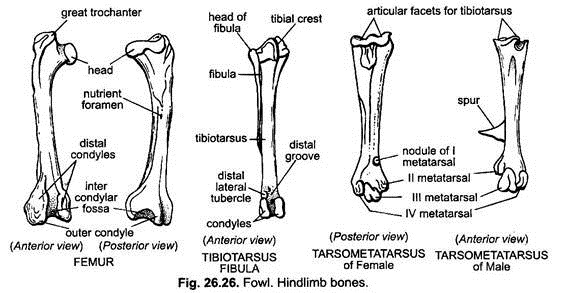 great trochanter
head
nutrient
foramen
distal
condyles
inter
condylar
fossa
outer condyle
(Anterior view) (Posterior view)
FEMUR
head of
fibula
tibial crest
fibula
tibiotarsus
distal
groove
distal
lateral
tubercle
condyles
(Anterior view)
TIBIOTARSUS
FIBULA
articular facets for tibiotarsus
spur
nodule of I
metatarsal
II metatarsal
III metatarsal
IV metatarsal
(Posterior view)
TARSOMETATARSUS
of Female
(Anterior view)
TARSOMETATARSUS
of Male
Fig. 26.26. Fowl. Hindlimb bones.